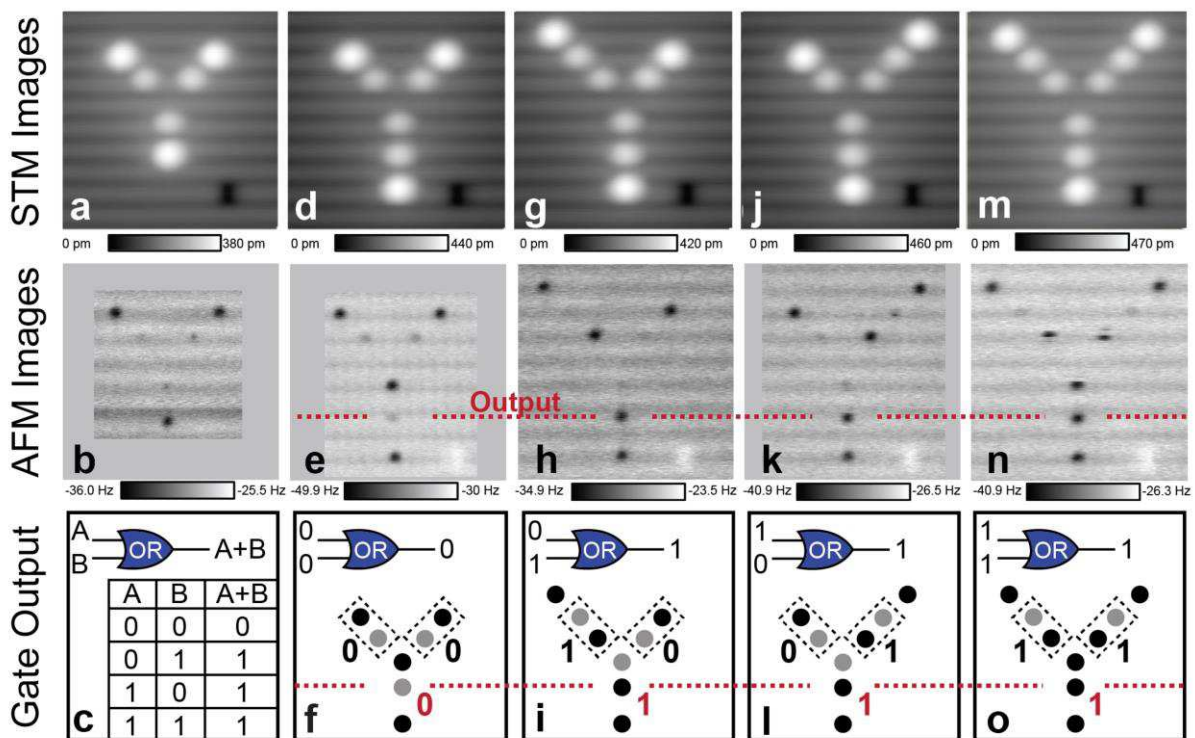 STM Images
a
d
g
j
m
0 pm 380 pm
0 pm 440 pm
0 pm 420 pm
0 pm 460 pm
0 pm 470 pm
AFM Images
Output
b
e
h
k
n
-36.0 Hz -25.5 Hz
-49.9 Hz -30 Hz
-34.9 Hz -23.5 Hz
-40.9 Hz -26.5 Hz
-40.9 Hz -26.3 Hz
Gate Output
A
B
OR
A+B
A B A+B
0 0 0
0 1 1
1 0 1
1 1 1
c
0
0
OR
0
0 0
0
f
0
1
OR
1
1 0
1
i
1
0
OR
1
0 1
1
l
1
1
OR
1
1 1
1
o